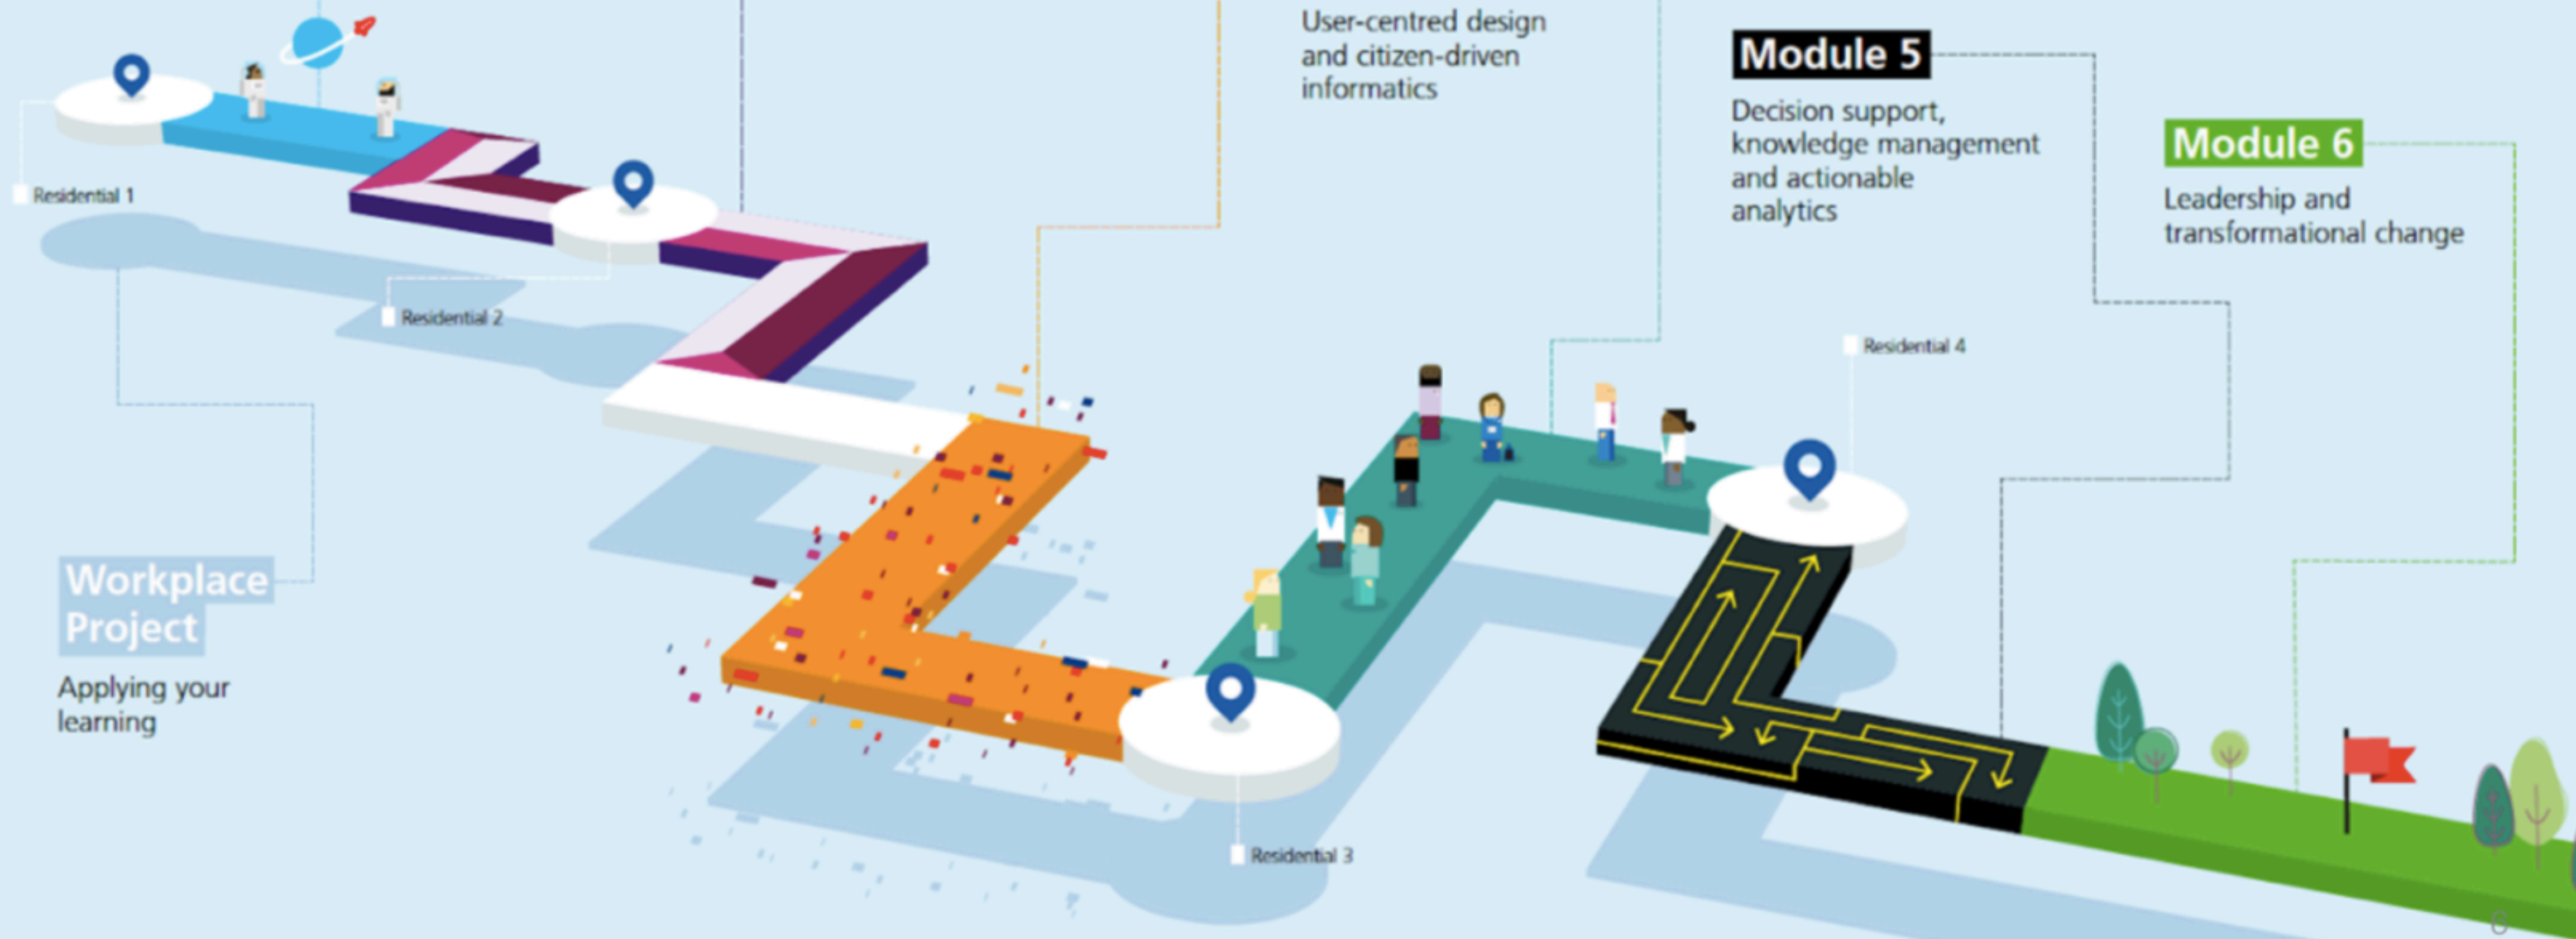 User-centred design
and citizen-driven
informatics
Module 5
Decision support,
knowledge management
and actionable
analytics
Module 6
Leadership and
transformational change
Residential 1
Residential 2
Residential 4
Workplace
Project
Applying your
learning
Residential 3
6